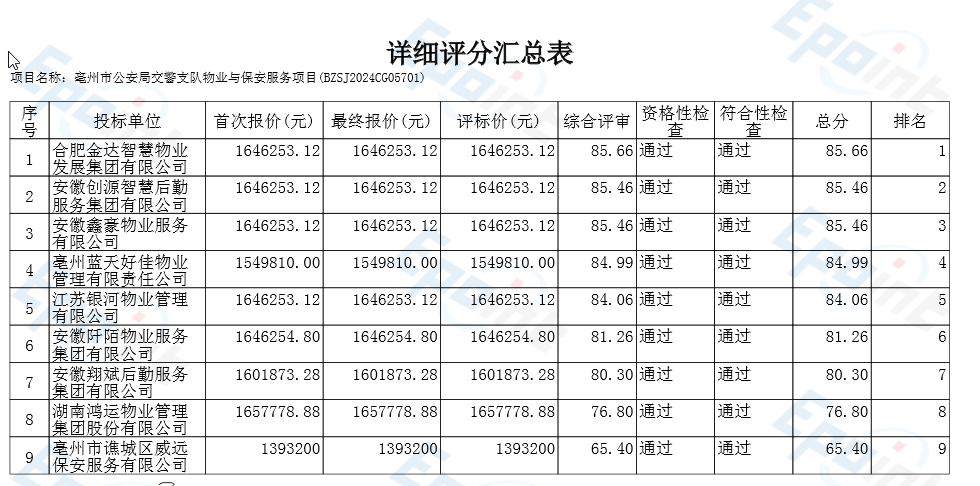 详细评分汇总表
项目名称：亳州市公安局交警支队物业与保安服务项目(BZSJ2024CG05701)
序号 投标单位 首次报价(元) 最终报价(元) 评标价(元) 综合评审 资格性检查 符合性检查 总分 排名
1 合肥金达智慧物业发展集团有限公司 1646253.12 1646253.12 1646253.12 85.66 通过 通过 85.66 1
2 安徽创源智慧后勤服务集团有限公司 1646253.12 1646253.12 1646253.12 85.46 通过 通过 85.46 2
3 安徽鑫豪物业服务有限公司 1646253.12 1646253.12 1646253.12 85.46 通过 通过 85.46 3
4 亳州蓝天好佳物业管理有限责任公司 1549810.00 1549810.00 1549810.00 84.99 通过 通过 84.99 4
5 江苏银河物业管理有限公司 1646253.12 1646253.12 1646253.12 84.06 通过 通过 84.06 5
6 安徽阡陌物业服务集团有限公司 1646254.80 1646254.80 1646254.80 81.26 通过 通过 81.26 6
7 安徽翔斌后勤服务集团有限公司 1601873.28 1601873.28 1601873.28 80.30 通过 通过 80.30 7
8 湖南鸿运物业管理集团股份有限公司 1657778.88 1657778.88 1657778.88 76.80 通过 通过 76.80 8
9 亳州市谯城区威远保安服务有限公司 1393200 1393200 1393200 65.40 通过 通过 65.40 9
Epoint